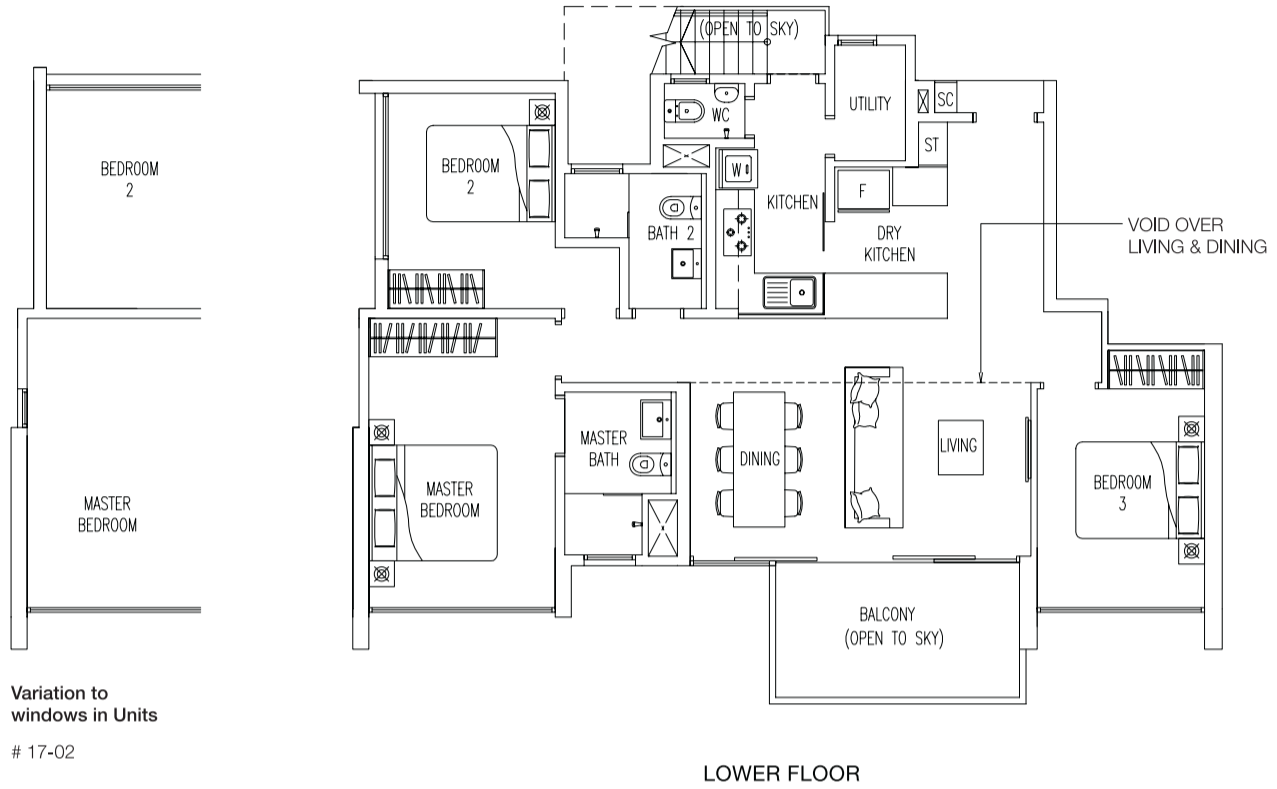 BEDROOM
2
MASTER
BEDROOM
Variation to
windows in Units
# 17-02
(OPEN TO SKY)
UTILITY
SC
WC
ST
BEDROOM
2
W
F
KITCHEN
BATH 2
DRY
KITCHEN
VOID OVER
LIVING & DINING
MASTER
BATH
DINING
LIVING
MASTER
BEDROOM
BEDROOM
3
BALCONY
(OPEN TO SKY)
LOWER FLOOR